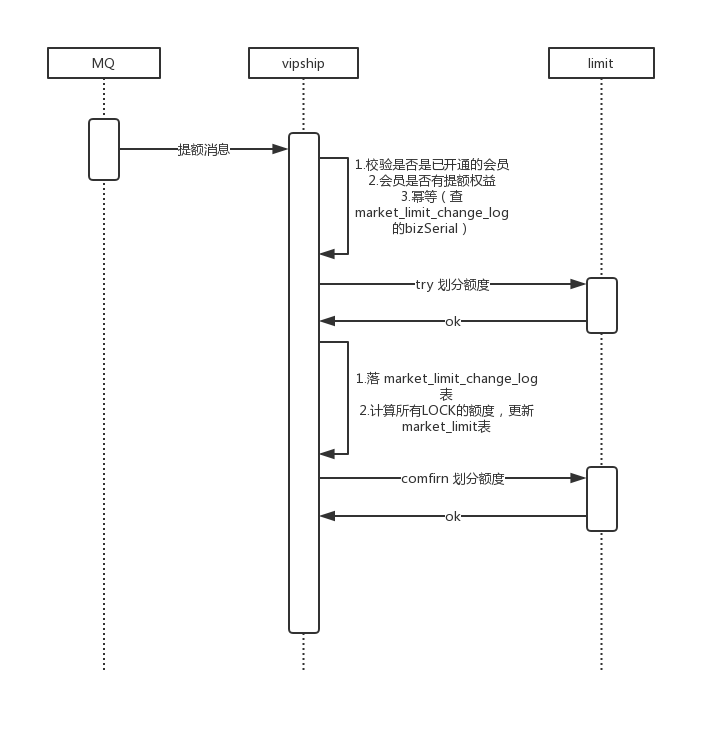 MQ
vipship
limit
提额消息
1.校验是否是已开通的会员
2.会员是否有提额权益
3.幂等（查
market_limit_change_log
的bizSerial）
try 划分额度
ok
1.落 market_limit_change_log
表
2.计算所有LOCK的额度，更新
market_limit表
comfirn 划分额度
ok